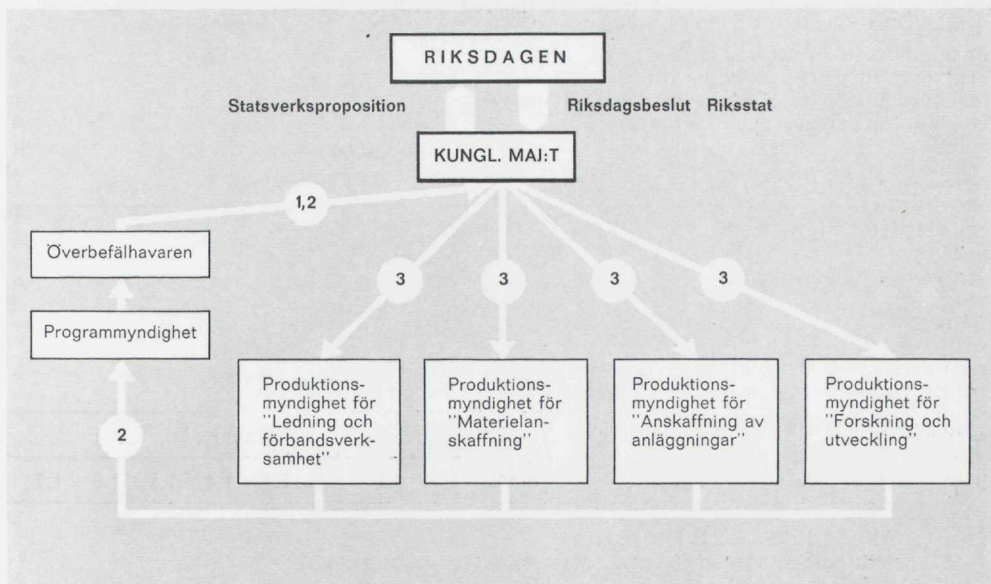 RIKSDAGEN
Statsverksproposition
Riksdagsbeslut Riksstat
KUNGL. MAJ:T
1,2
Överbefälhavaren
3
3
3
3
Programmyndighet
Produktions-
myndighet för
"Ledning och
förbandsverk-
samhet"
Produktions-
myndighet för
"Materielan-
skaffning"
Produktions-
myndighet för
"Anskaffning av
anläggningar"
Produktions-
myndighet för
"Forskning och
utveckling"
2